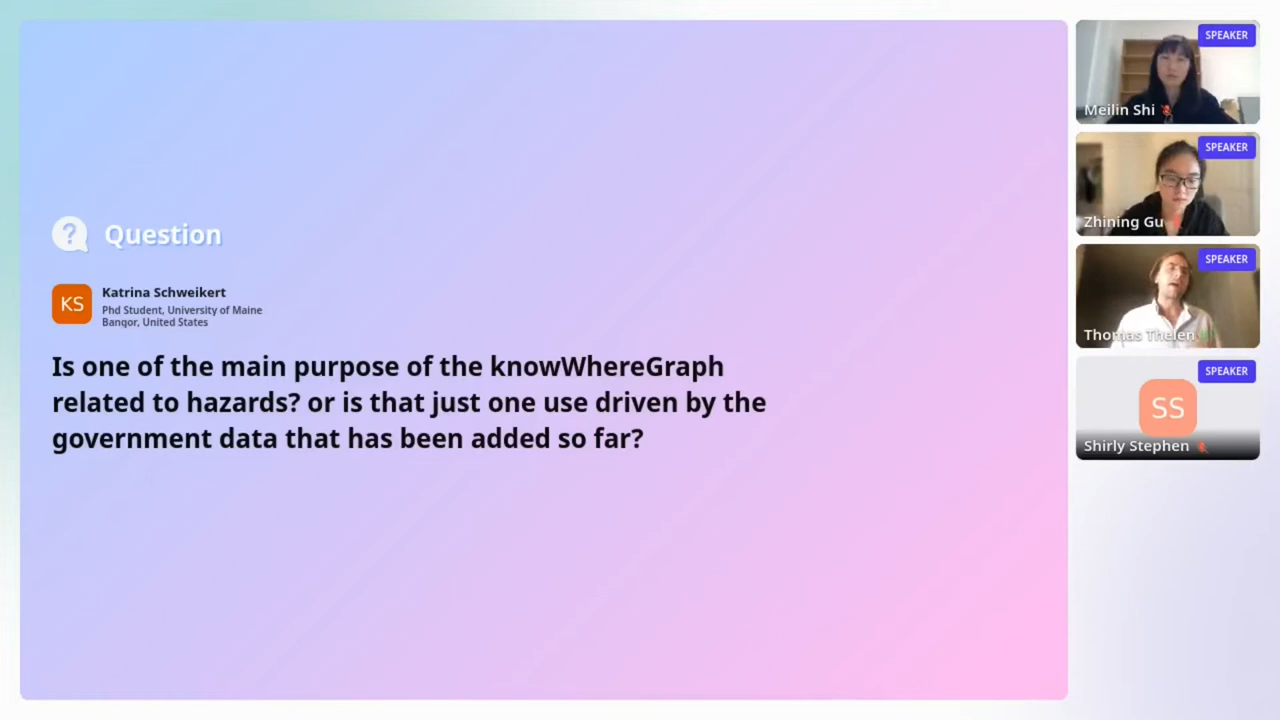 Question
KS
Katrina Schweikert
Phd Student, University of Maine
Bangor, United States
Is one of the main purpose of the knowWhereGraph
related to hazards? or is that just one use driven by the
government data that has been added so far?
SPEAKER
Meilin Shi
SPEAKER
Zhining Gu
SPEAKER
Thomas Thelen
SPEAKER
SS
Shirly Stephen